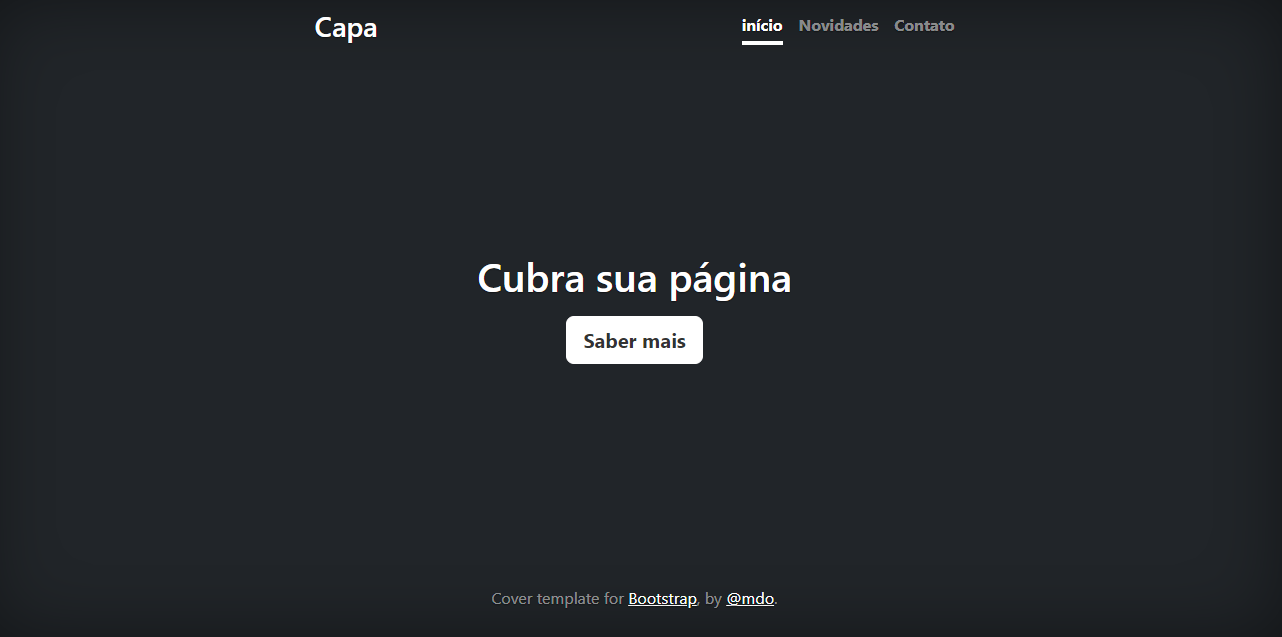 Capa
início Novidades Contato
Cubra sua página
Saber mais
Cover template for Bootstrap, by @mdo.